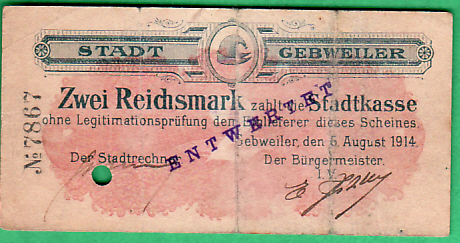 STADT GEBWEILER
Zwei Reichsmark zahlt die Stadtkasse
ohne Legitimationsprüfung dem Einlieferer dieses Scheines.
ENTWERTET
Gebweiler, den 5. August 1914.
Der Stadtrechner Der Bürgermeister.
I. V.
№ 7867